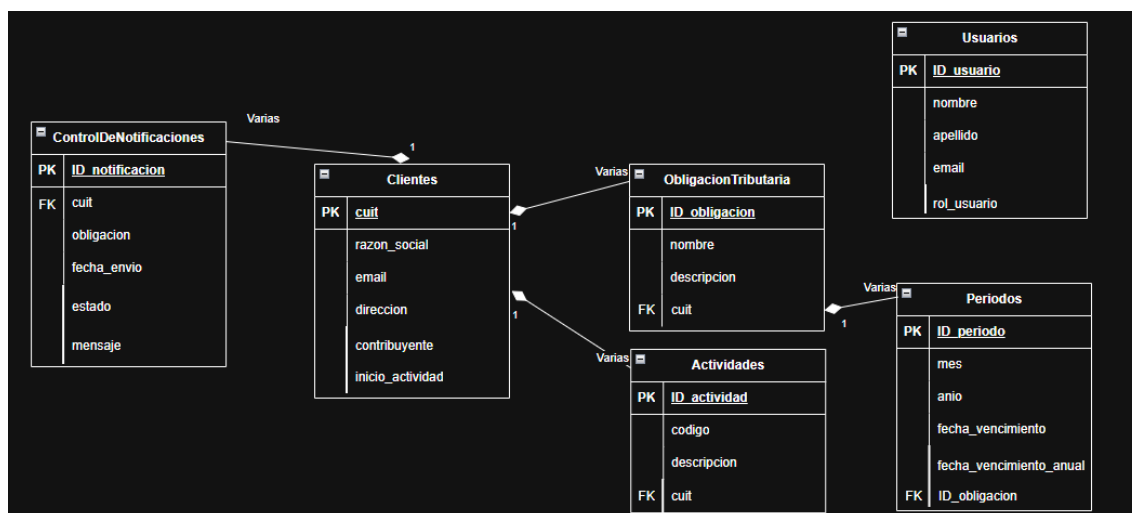 Usuarios
PK ID_usuario
nombre
apellido
email
rol_usuario
Varias
1
ControlDeNotificaciones
PK ID_notificacion
FK cuit
obligacion
fecha_envio
estado
mensaje
Clientes
PK cuit
razon_social
email
direccion
contribuyente
inicio_actividad
Varias
1
ObligacionTributaria
PK ID_obligacion
nombre
descripcion
FK cuit
1
Varias
Actividades
PK ID_actividad
codigo
descripcion
FK cuit
Varias
1
Periodos
PK ID_periodo
mes
anio
fecha_vencimiento
fecha_vencimiento_anual
FK ID_obligacion